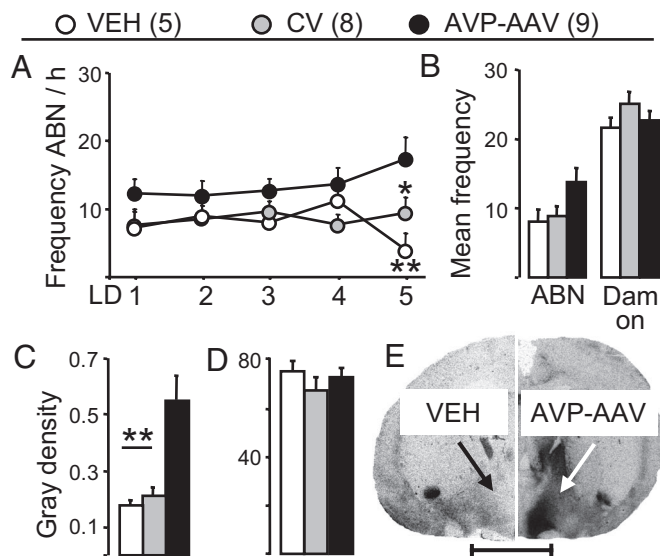 VEH (5) CV (8) AVP-AAV (9)
A
Frequency ABN / h
30
20
10
*
**
LD 1 2 3 4 5
B
Mean frequency
30
20
10
ABN Dam
on
C
Gray density
0.7
0.5
0.3
0.1
**
D
80
40
E
VEH AVP-AAV